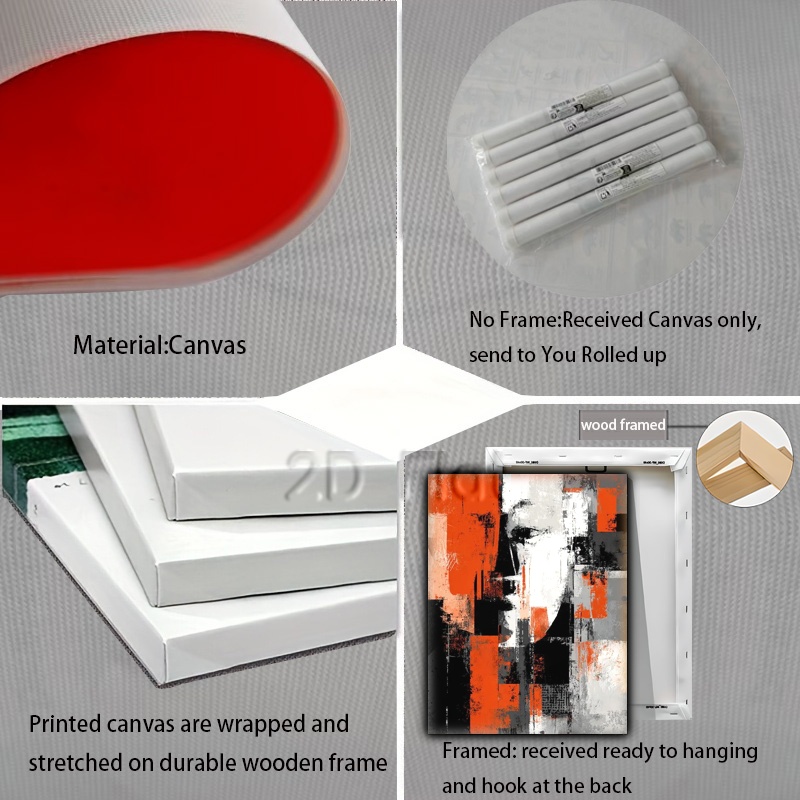 Material:Canvas
No Frame:Received Canvas only,
send to You Rolled up
2.D
wood framed
Printed canvas are wrapped and
stretched on durable wooden frame
Framed: received ready to hanging
and hook at the back